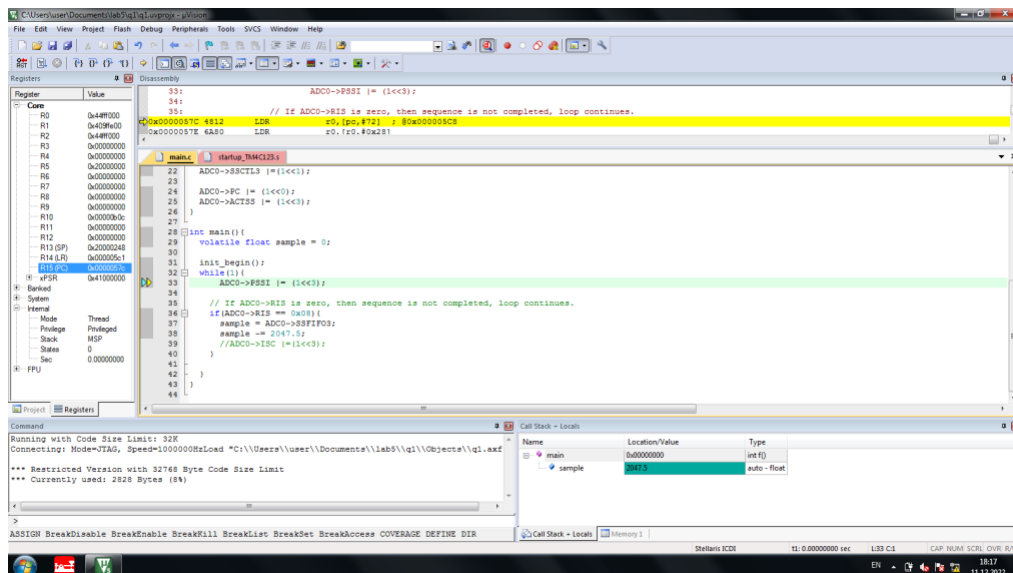 C:\Users\user\Documents\lab5\q1\q1.uvprojx - µVision
File Edit View Project Flash Debug Peripherals Tools SVCS Window Help
Registers
Register Value
Core
R0 0x44fff000
R1 0x409ffe00
R2 0x44fff000
R3 0x00000000
R4 0x00000000
R5 0x20000000
R6 0x00000000
R7 0x00000000
R8 0x00000000
R9 0x00000000
R10 0x00000b0c
R11 0x00000000
R12 0x00000000
R13 (SP) 0x20000248
R14 (LR) 0x000005c1
R15 (PC) 0x0000057c
xPSR 0x41000000
Banked
System
Internal
Mode Thread
Privilege Privileged
Stack MSP
States 0
Sec 0.00000000
FPU
Project Registers
Disassembly
33: ADC0->PSSI |= (1<<3);
34:
35: // If ADC0->RIS is zero, then sequence is not completed, loop continues.
0x0000057C 4812 LDR r0,[pc,#72] ; @0x000005C8
0x0000057E 6A80 LDR r0,[r0,#0x28]
main.c startup_TM4C123.s
22 ADC0->SSCTL3 |=(1<<1);
23
24 ADC0->PC |= (1<<0);
25 ADC0->ACTSS |= (1<<3);
26 }
27
28 int main(){
29 volatile float sample = 0;
30
31 init_begin();
32 while(1){
33 ADC0->PSSI |= (1<<3);
34
35 // If ADC0->RIS is zero, then sequence is not completed, loop continues.
36 if(ADC0->RIS == 0x08){
37 sample = ADC0->SSFIFO3;
38 sample -= 2047.5;
39 //ADC0->ISC |=(1<<3);
40 }
41
42 }
43 }
44
Command
Running with Code Size Limit: 32K
Connecting: Mode=JTAG, Speed=1000000HzLoad "C:\\Users\\user\\Documents\\lab5\\q1\\Objects\\q1.axf
*** Restricted Version with 32768 Byte Code Size Limit
*** Currently used: 2828 Bytes (8%)
>
ASSIGN BreakDisable BreakEnable BreakKill BreakList BreakSet BreakAccess COVERAGE DEFINE DIR
Call Stack + Locals
Name Location/Value Type
main 0x00000000 int f()
sample 2047.5 auto - float
Call Stack + Locals Memory 1
Stellaris ICDI t1: 0.00000000 sec L:33 C:1 CAP NUM SCRL OVR
EN 18:17
11.12.2022